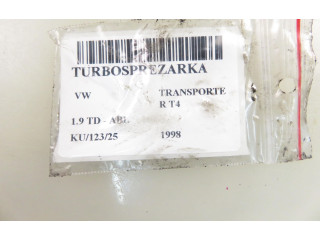 TURBOSPREZARKA
VW TRANSPORTE
R T4
1.9 TD - ABL
KU/123/25 1998